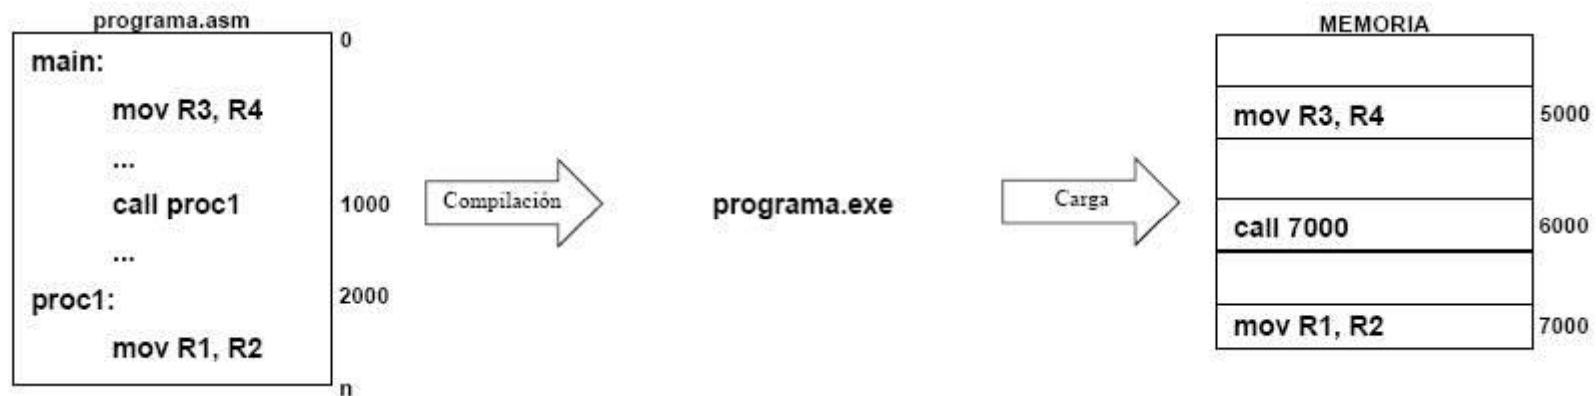 programa.asm
0
main:
mov R3, R4
...
call proc1
1000
...
proc1:
2000
mov R1, R2
n
Compilación
programa.exe
Carga
MEMORIA
mov R3, R4
5000
call 7000
6000
mov R1, R2
7000